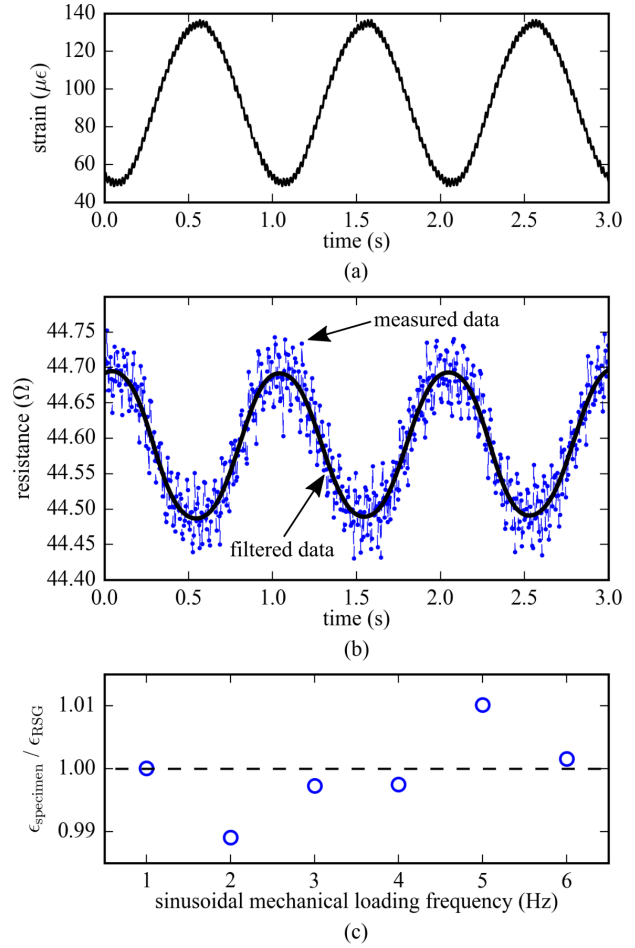 140
120
100
80
60
40
strain (µϵ)
0.0 0.5 1.0 1.5 2.0 2.5 3.0
time (s)
(a)
44.75
44.70
44.65
44.60
44.55
44.50
44.45
44.40
resistance (Ω)
measured data
filtered data
0.0 0.5 1.0 1.5 2.0 2.5 3.0
time (s)
(b)
1.01
1.00
0.99
ϵspecimen / ϵRSG
1 2 3 4 5 6
sinusoidal mechanical loading frequency (Hz)
(c)